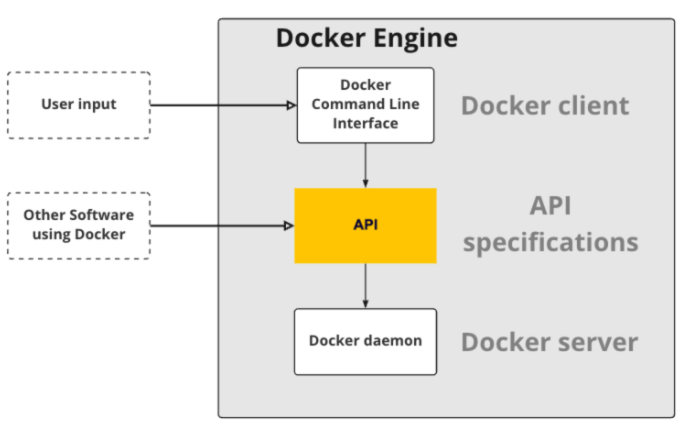 Docker Engine
User input
Docker
Command Line
Interface
Docker client
Other Software
using Docker
API
API
specifications
Docker daemon
Docker server